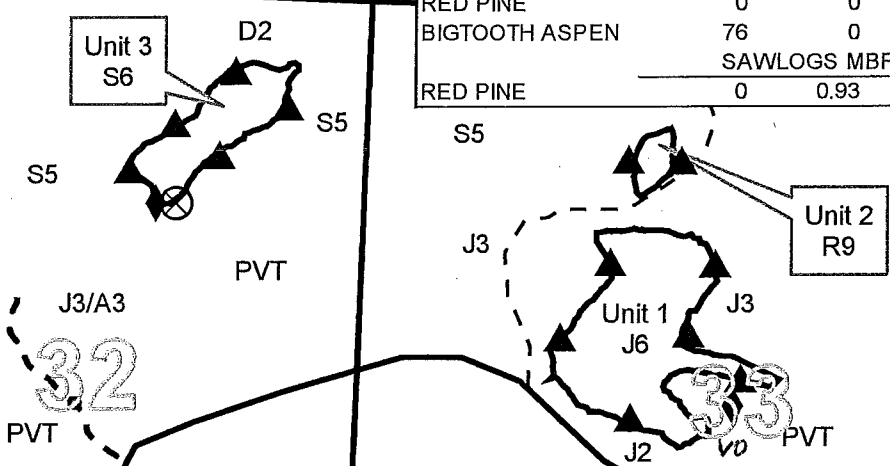 RED PINE 0 0
BIGTOOTH ASPEN 76 0
SAWLOGS MBF
RED PINE 0 0.93
D2
Unit 3
S6
S5
S5
S5
Unit 2
R9
J3
PVT
J3/A3
Unit 1
J6
J3
32
33
PVT
PVT
J2